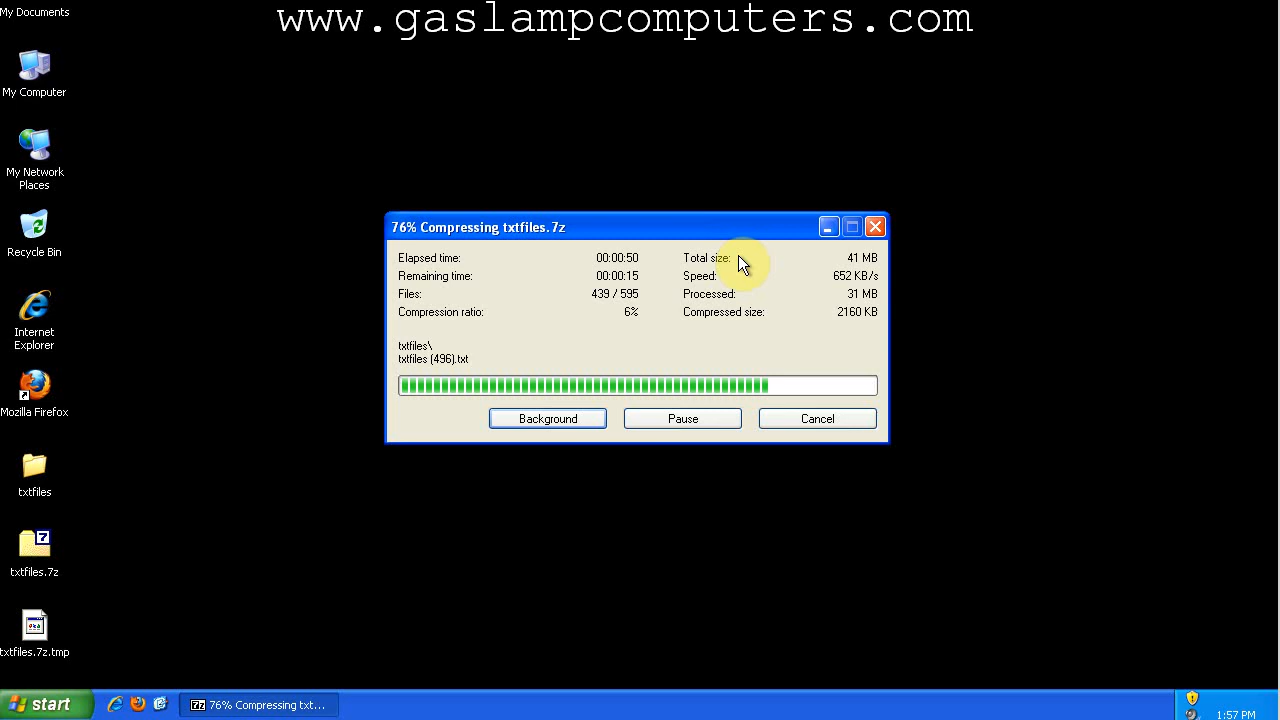 www.gaslampcomputers.com
My Documents
My Computer
My Network
Places
Recycle Bin
Internet
Explorer
Mozilla Firefox
txtfiles
7
txtfiles.7z
txtfiles.7z.tmp
76% Compressing txtfiles.7z
Elapsed time: 00:00:50 Total size: 41 MB
Remaining time: 00:00:15 Speed: 652 KB/s
Files: 439 / 595 Processed: 31 MB
Compression ratio: 6% Compressed size: 2160 KB
txtfiles\
txtfiles (496).txt
Background Pause Cancel
start 7z 76% Compressing txt... 1:57 PM